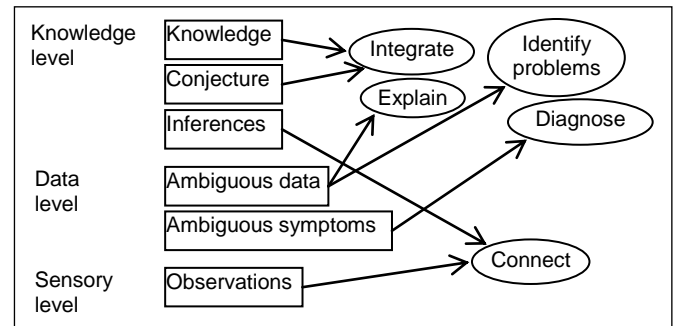 Knowledge
level
Knowledge
Conjecture
Inferences
Integrate
Explain
Identify
problems
Diagnose
Data
level
Ambiguous data
Ambiguous symptoms
Connect
Sensory
level
Observations